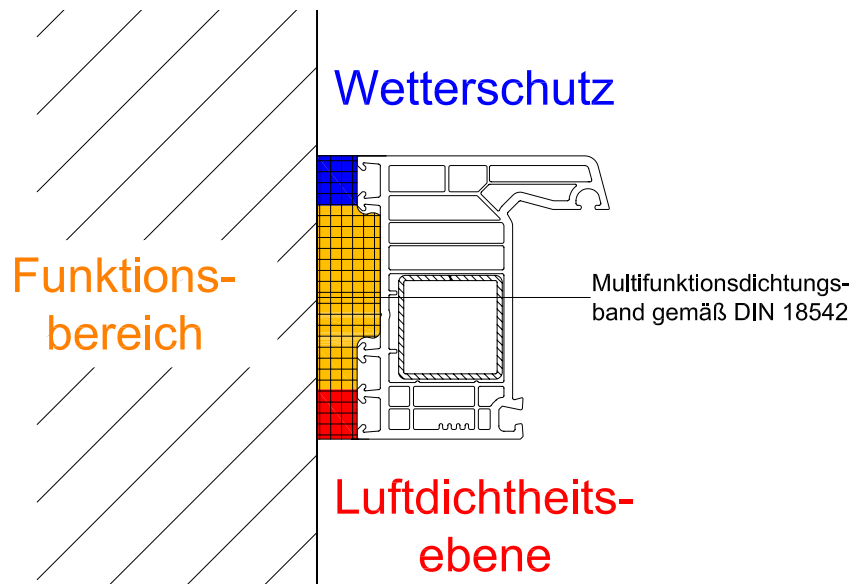 Wetterschutz
Funktions-
bereich
Multifunktionsdichtungs-
band gemäß DIN 18542
Luftdichtheits-
ebene